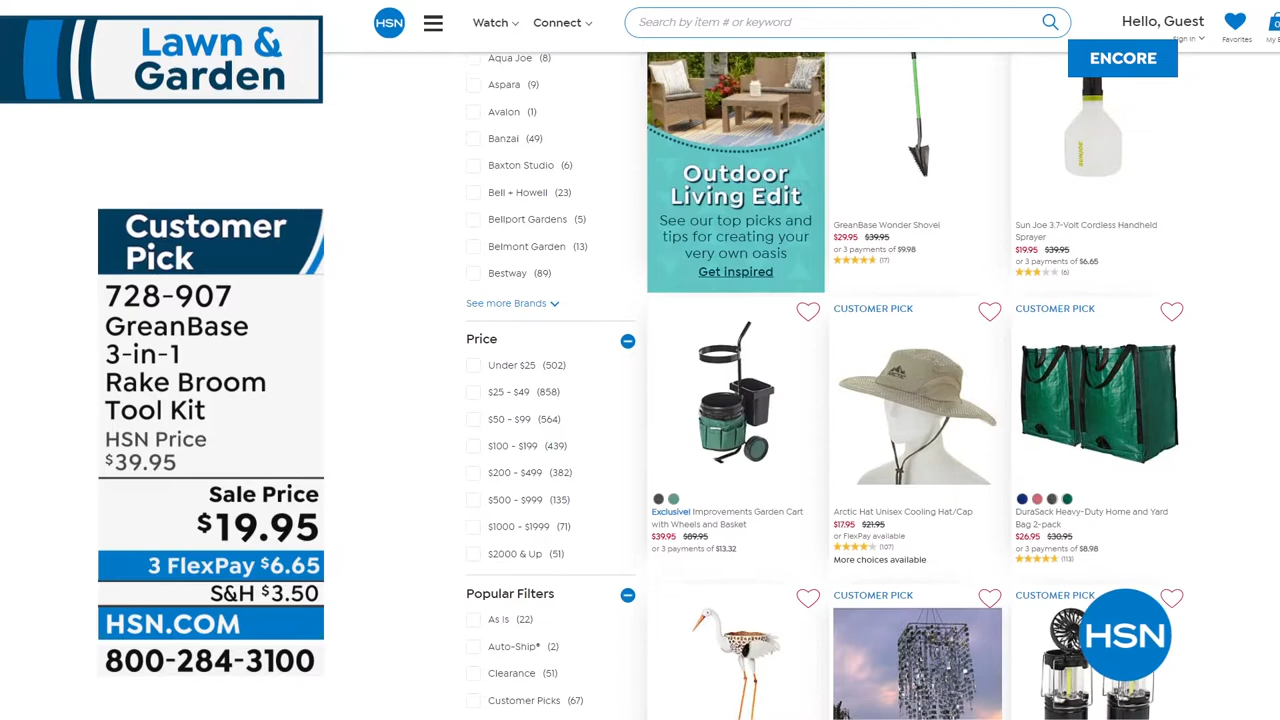 Lawn &
Garden
Customer
Pick
728-907
GreanBase
3-in-1
Rake Broom
Tool Kit
HSN Price
$39.95
Sale Price
$19.95
3 FlexPay $6.65
S&H $3.50
HSN.COM
800-284-3100
HSN
Watch
Connect
Search by item # or keyword
Hello, Guest
Sign In
Favorites
0
My B
ENCORE
Aqua Joe (8)
Aspara (9)
Avalon (1)
Banzai (49)
Baxton Studio (6)
Bell + Howell (23)
Bellport Gardens (5)
Belmont Garden (13)
Bestway (89)
See more Brands
Price
Under $25 (502)
$25 - $49 (858)
$50 - $99 (564)
$100 - $199 (439)
$200 - $499 (382)
$500 - $999 (135)
$1000 - $1999 (71)
$2000 & Up (51)
Popular Filters
As Is (22)
Auto-Ship® (2)
Clearance (51)
Customer Picks (67)
Outdoor
Living Edit
See our top picks and
tips for creating your
very own oasis
Get inspired
GreanBase Wonder Shovel
$29.95 $39.95
or 3 payments of $9.98
(17)
SUNJOE
Sun Joe 3.7-Volt Cordless Handheld
Sprayer
$19.95 $39.95
or 3 payments of $6.65
(6)
Exclusive! Improvements Garden Cart
with Wheels and Basket
$39.95 $89.95
or 3 payments of $13.32
CUSTOMER PICK
ARCTIC
Arctic Hat Unisex Cooling Hat/Cap
$17.95 $21.95
or FlexPay available
(107)
More choices available
CUSTOMER PICK
DuraSack Heavy-Duty Home and Yard
Bag 2-pack
$26.95 $30.95
or 3 payments of $8.98
(113)
CUSTOMER PICK
CUSTOMER PICK
HSN